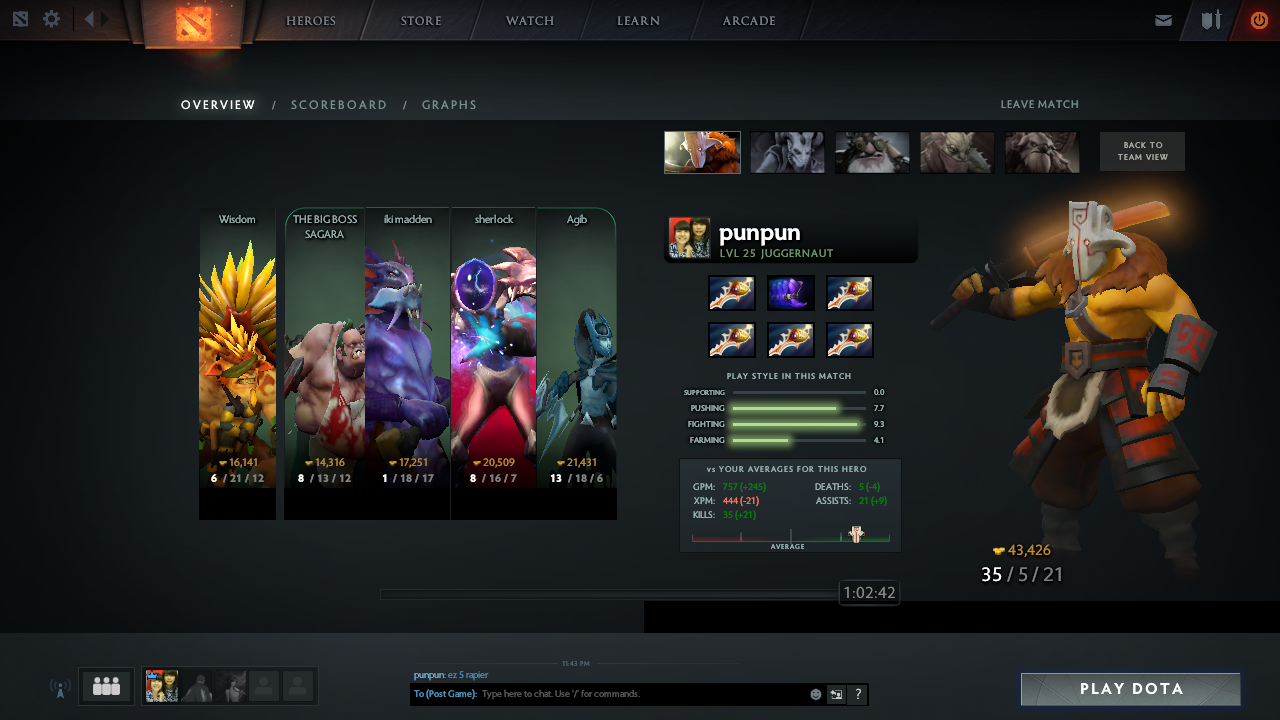 HEROES
STORE
WATCH
LEARN
ARCADE
OVERVIEW / SCOREBOARD / GRAPHS
LEAVE MATCH
BACK TO
TEAM VIEW
Wisdom
THE BIG BOSS
SAGARA
iki madden
sherlock
Agib
16,141
6 / 21 / 12
14,316
8 / 13 / 12
17,251
1 / 18 / 17
20,509
8 / 16 / 7
21,431
13 / 18 / 6
punpun
LVL 25 JUGGERNAUT
PLAY STYLE IN THIS MATCH
SUPPORTING 0.0
PUSHING 7.7
FIGHTING 9.3
FARMING 4.1
vs YOUR AVERAGES FOR THIS HERO
GPM: 757 (+245) DEATHS: 5 (-4)
XPM: 444 (-21) ASSISTS: 21 (+9)
KILLS: 35 (+21)
AVERAGE
43,426
35 / 5 / 21
1:02:42
11:43 PM
punpun: ez 5 rapier
To (Post Game): Type here to chat. Use '/' for commands.
?
PLAY DOTA